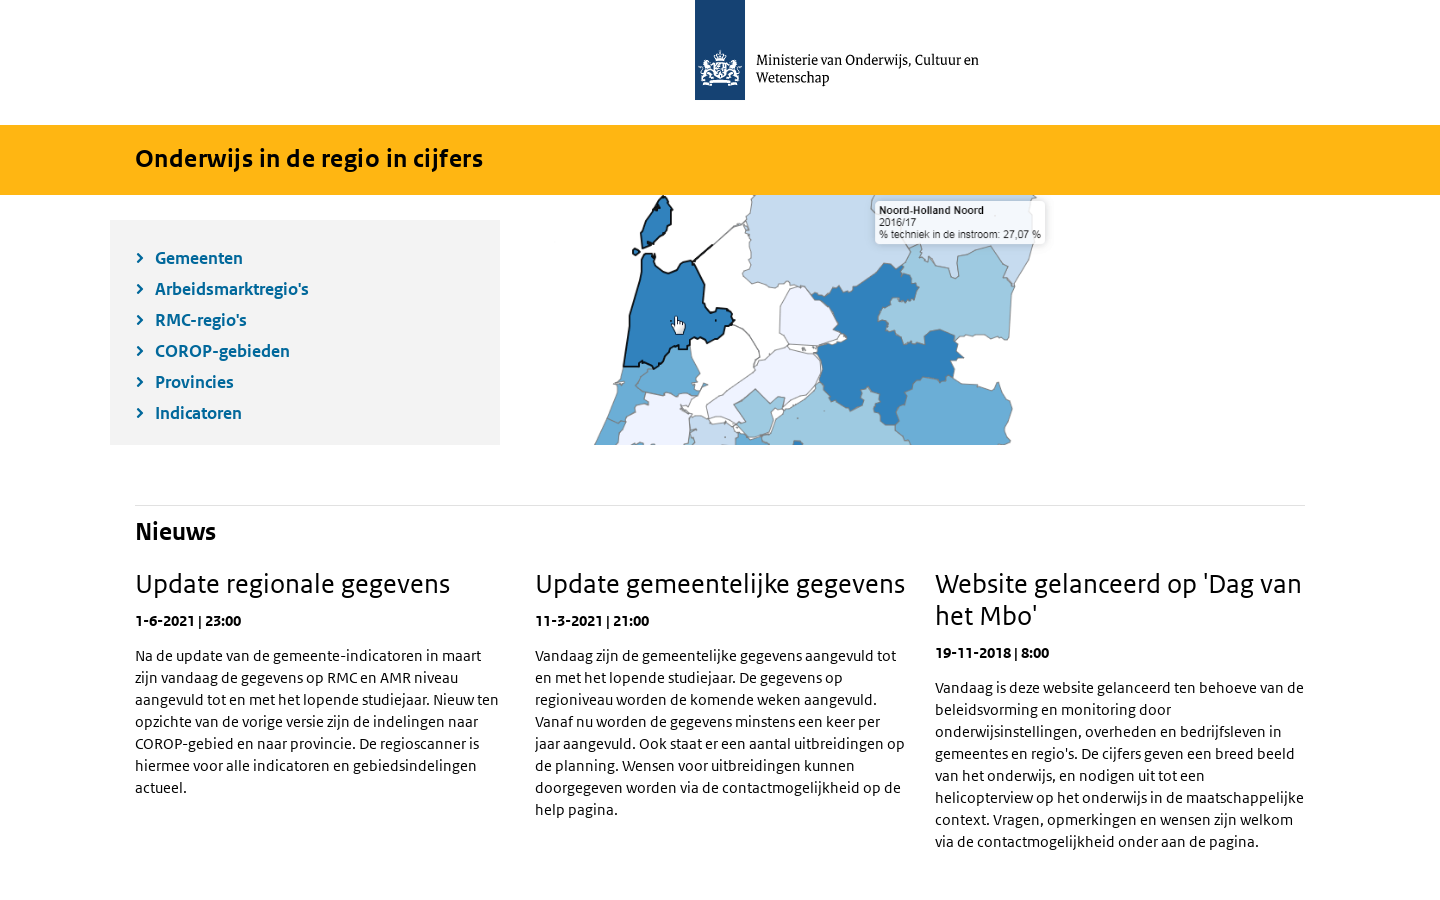 Ministerie van Onderwijs, Cultuur en
Wetenschap
Onderwijs in de regio in cijfers
Gemeenten
Arbeidsmarktregio's
RMC-regio's
COROP-gebieden
Provincies
Indicatoren
Noord-Holland Noord
2016/17
% techniek in de instroom: 27,07 %
Nieuws
Update regionale gegevens
1-6-2021 | 23:00
Na de update van de gemeente-indicatoren in maart
zijn vandaag de gegevens op RMC en AMR niveau
aangevuld tot en met het lopende studiejaar. Nieuw ten
opzichte van de vorige versie zijn de indelingen naar
COROP-gebied en naar provincie. De regioscanner is
hiermee voor alle indicatoren en gebiedsindelingen
actueel.
Update gemeentelijke gegevens
11-3-2021 | 21:00
Vandaag zijn de gemeentelijke gegevens aangevuld tot
en met het lopende studiejaar. De gegevens op
regioniveau worden de komende weken aangevuld.
Vanaf nu worden de gegevens minstens een keer per
jaar aangevuld. Ook staat er een aantal uitbreidingen op
de planning. Wensen voor uitbreidingen kunnen
doorgegeven worden via de contactmogelijkheid op de
help pagina.
Website gelanceerd op 'Dag van
het Mbo'
19-11-2018 | 8:00
Vandaag is deze website gelanceerd ten behoeve van de
beleidsvorming en monitoring door
onderwijsinstellingen, overheden en bedrijfsleven in
gemeentes en regio's. De cijfers geven een breed beeld
van het onderwijs, en nodigen uit tot een
helicopterview op het onderwijs in de maatschappelijke
context. Vragen, opmerkingen en wensen zijn welkom
via de contactmogelijkheid onder aan de pagina.